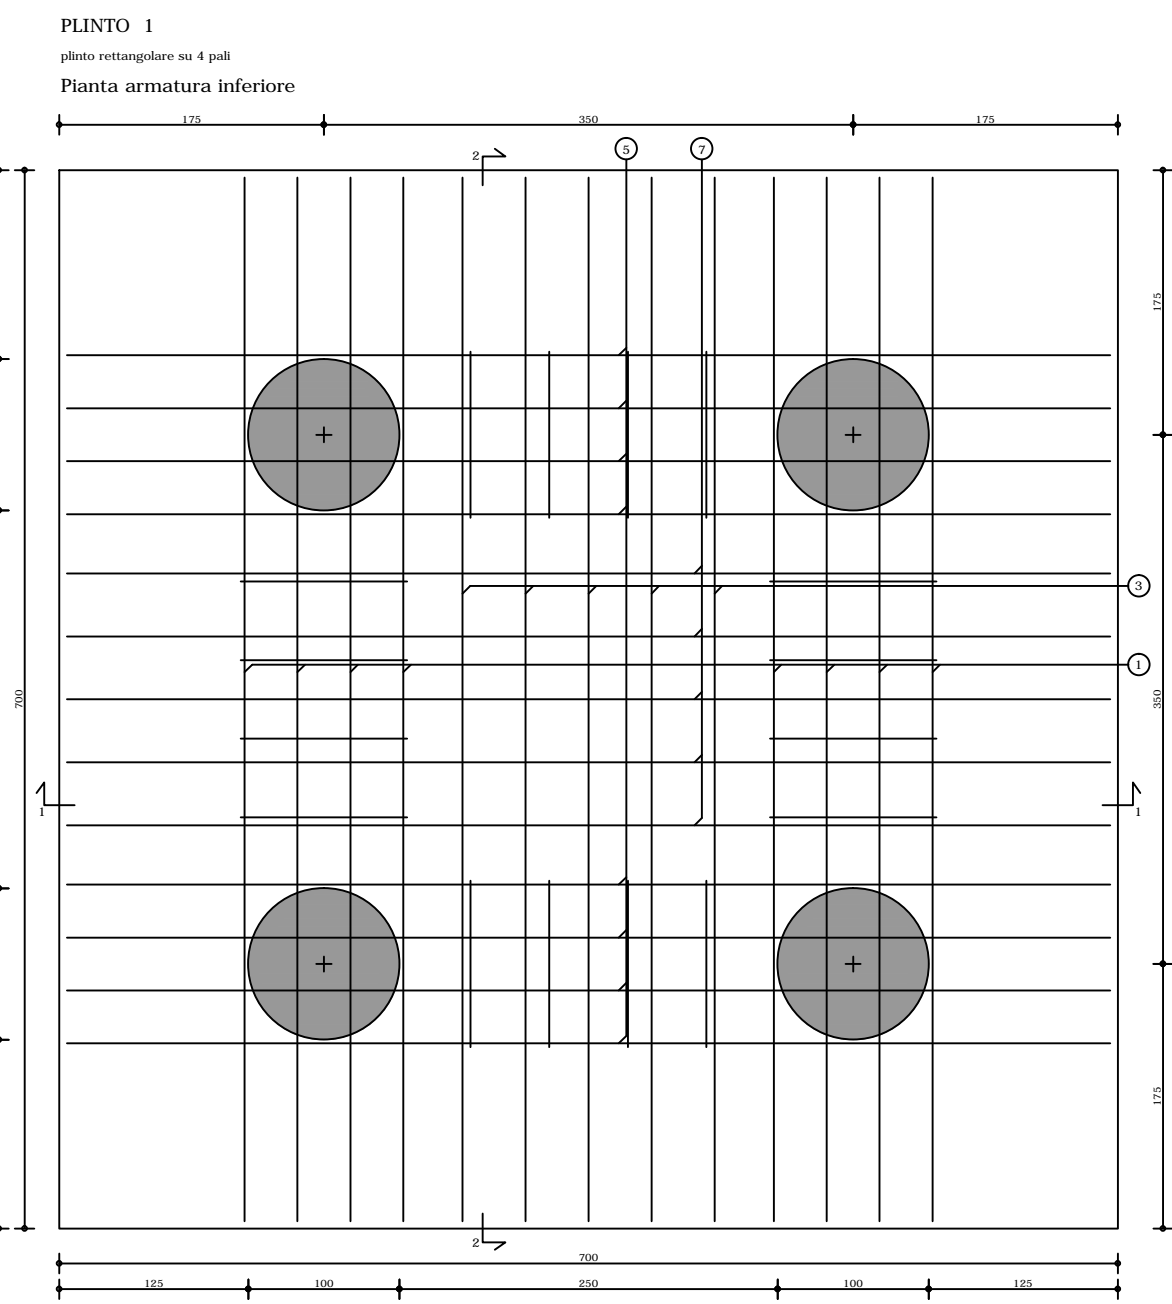 PLINTO 1
plinto rettangolare su 4 pali
Pianta armatura inferiore
175 350 175
2 5 7
175
3
1
700 350
1 1
175
2
700
125 100 250 100 125